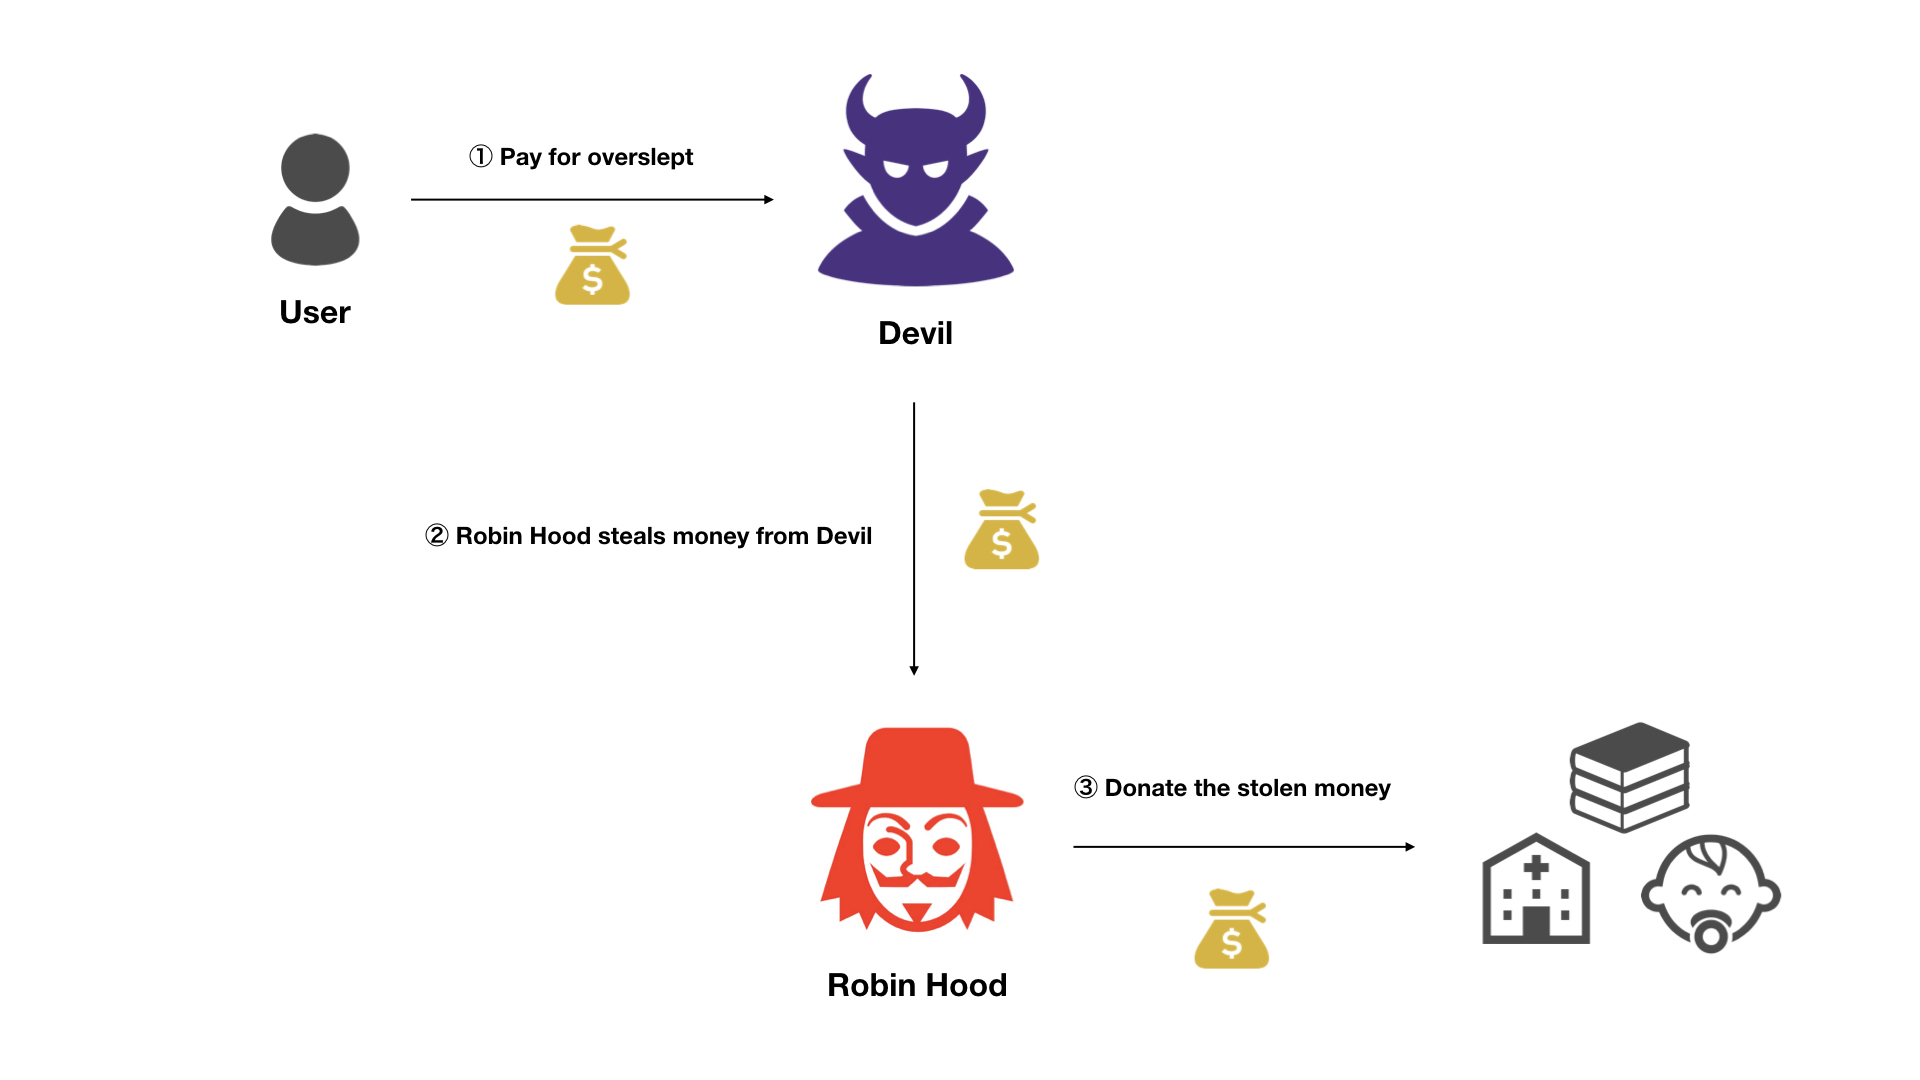 ① Pay for overslept
User
Devil
② Robin Hood steals money from Devil
③ Donate the stolen money
Robin Hood
$
$
$